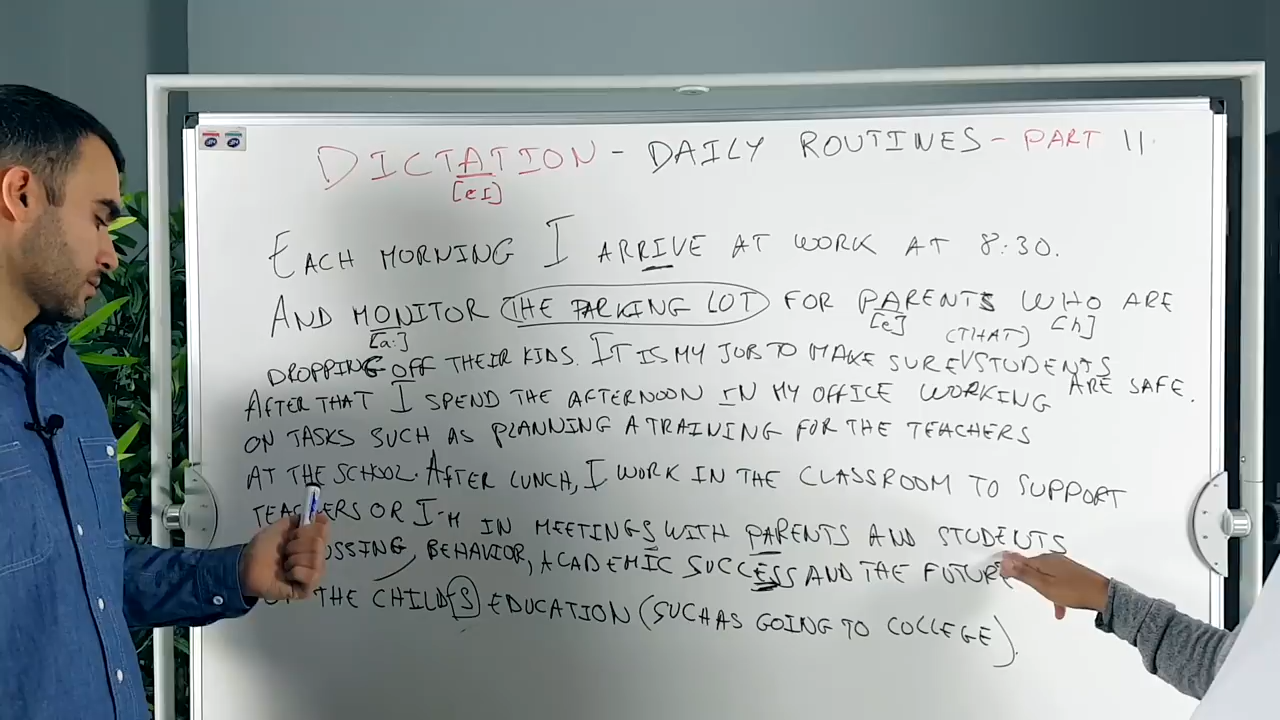 DICTATION - DAILY ROUTINES - PART 11.
[eI]
EACH MORNING I ARRIVE AT WORK AT 8:30.
AND MONITOR THE PARKING LOT FOR PARENTS WHO ARE
[a:] [e] (THAT) [h]
DROPPING OFF THEIR KIDS. IT IS MY JOB TO MAKE SURE STUDENTS
ARE SAFE.
AFTER THAT I SPEND THE AFTERNOON IN MY OFFICE WORKING
ON TASKS SUCH AS PLANNING A TRAINING FOR THE TEACHERS
AT THE SCHOOL. AFTER LUNCH, I WORK IN THE CLASSROOM TO SUPPORT
TEACHERS OR I'M IN MEETINGS WITH PARENTS AND STUDENTS
BEHAVIOR, ACADEMIC SUCCESS AND THE FUTURE
THE CHILD'S EDUCATION (SUCH AS GOING TO COLLEGE).